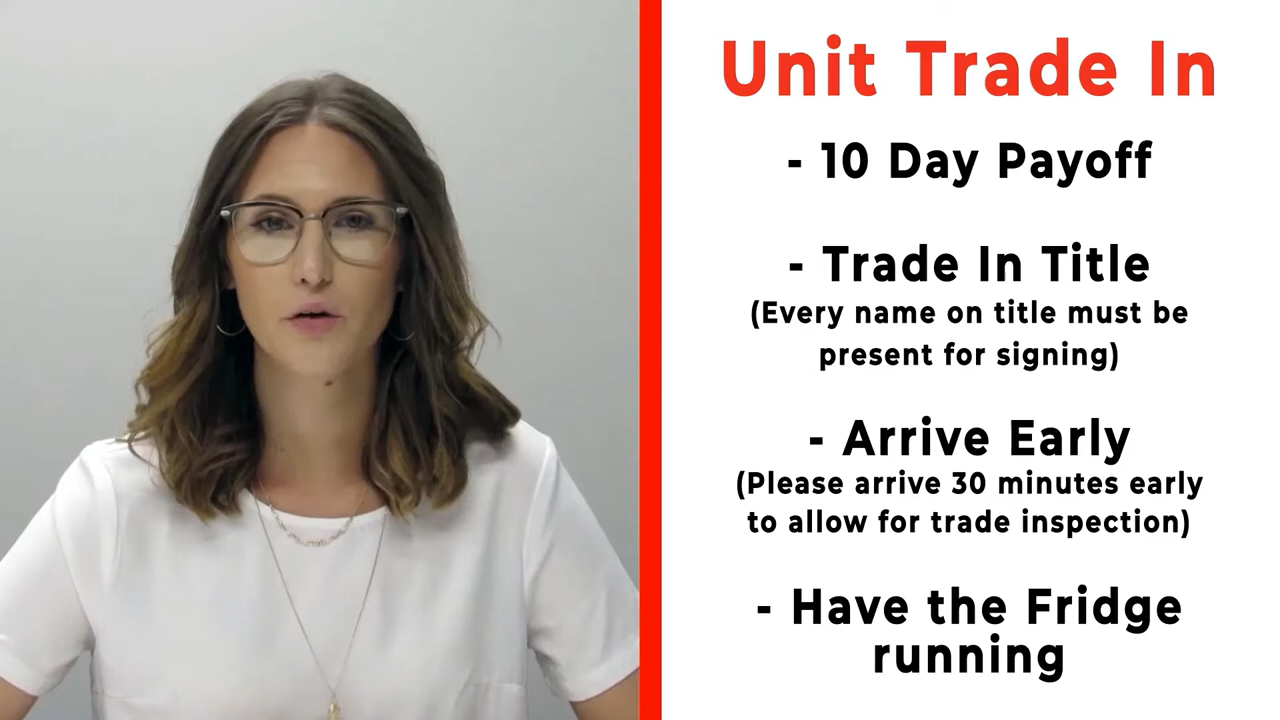 Unit Trade In
- 10 Day Payoff
- Trade In Title
(Every name on title must be
present for signing)
- Arrive Early
(Please arrive 30 minutes early
to allow for trade inspection)
- Have the Fridge
running